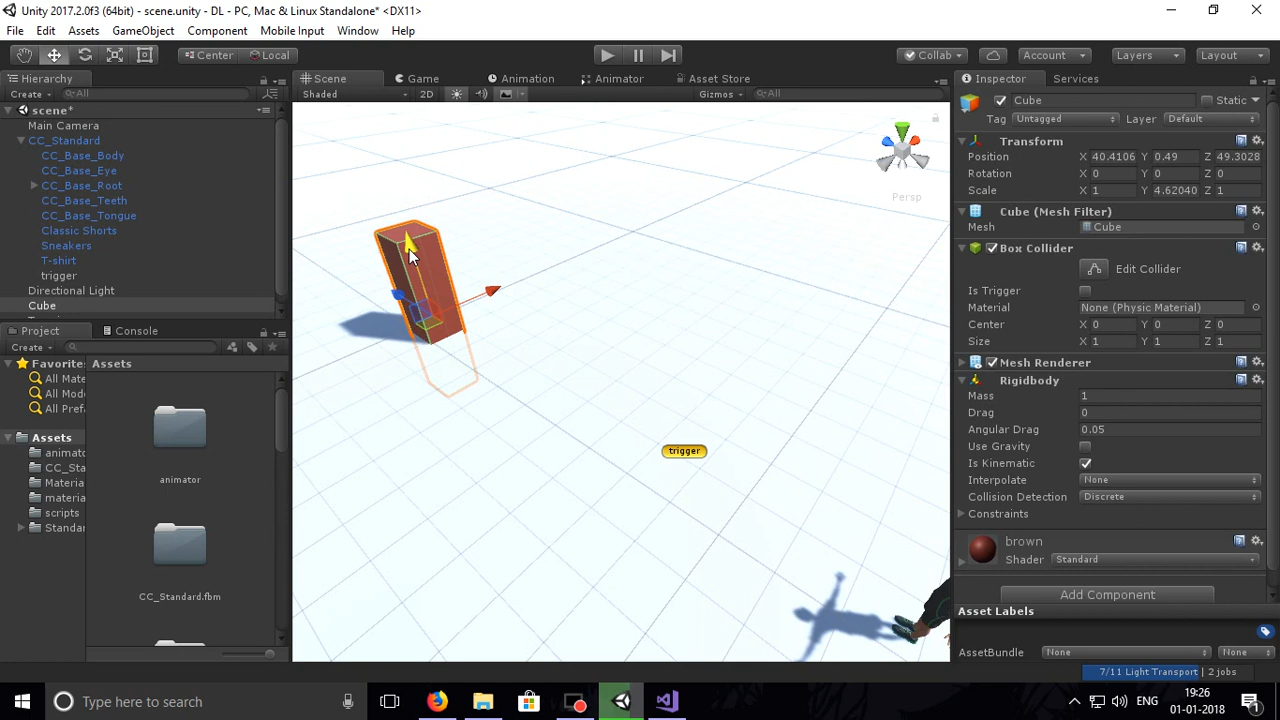 Unity 2017.2.0f3 (64bit) - scene.unity - DL - PC, Mac & Linux Standalone* <DX11>
File Edit Assets GameObject Component Mobile Input Window Help
Center Local Collab Account Layers Layout
Hierarchy
Create All
scene*
Main Camera
CC_Standard
CC_Base_Body
CC_Base_Eye
CC_Base_Root
CC_Base_Teeth
CC_Base_Tongue
Classic Shorts
Sneakers
T-shirt
trigger
Directional Light
Cube
Scene Game Animation Animator Asset Store
Shaded 2D Gizmos All
Persp
trigger
Project Console
Create
Favorite
All Mate
All Mode
All Pref
Assets
animato
CC_Sta
Materia
materia
scripts
Standar
Assets
animator
CC_Standard.fbm
Inspector Services
Cube Static
Tag Untagged Layer Default
Transform
Position X 40.4106 Y 0.49 Z 49.3028
Rotation X 0 Y 0 Z 0
Scale X 1 Y 4.62040 Z 1
Cube (Mesh Filter)
Mesh Cube
Box Collider
Edit Collider
Is Trigger
Material None (Physic Material)
Center X 0 Y 0 Z 0
Size X 1 Y 1 Z 1
Mesh Renderer
Rigidbody
Mass 1
Drag 0
Angular Drag 0.05
Use Gravity
Is Kinematic
Interpolate None
Collision Detection Discrete
Constraints
brown
Shader Standard
Add Component
Asset Labels
AssetBundle None None
7/11 Light Transport | 2 jobs
Type here to search
ENG
19:26
01-01-2018
1